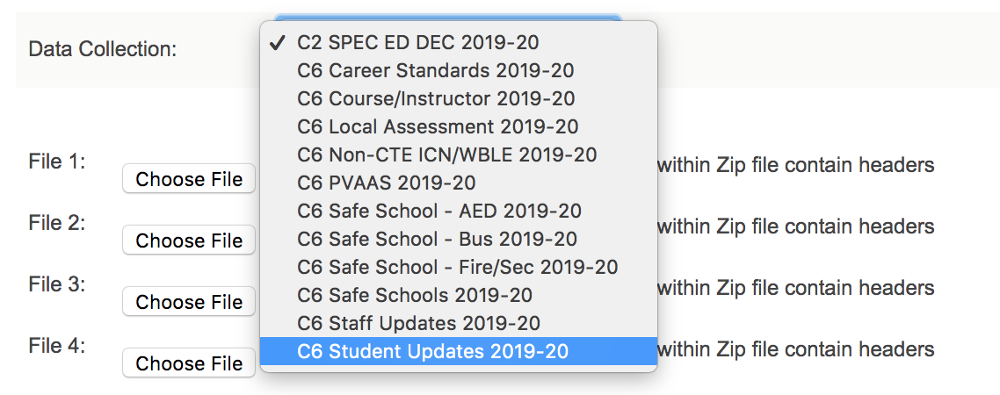 Data Collection:
✓ C2 SPEC ED DEC 2019-20
C6 Career Standards 2019-20
C6 Course/Instructor 2019-20
C6 Local Assessment 2019-20
C6 Non-CTE ICN/WBLE 2019-20
C6 PVAAS 2019-20
C6 Safe School - AED 2019-20
C6 Safe School - Bus 2019-20
C6 Safe School - Fire/Sec 2019-20
C6 Safe Schools 2019-20
C6 Staff Updates 2019-20
C6 Student Updates 2019-20
File 1:
Choose File
within Zip file contain headers
File 2:
Choose File
within Zip file contain headers
File 3:
Choose File
within Zip file contain headers
File 4:
Choose File
within Zip file contain headers